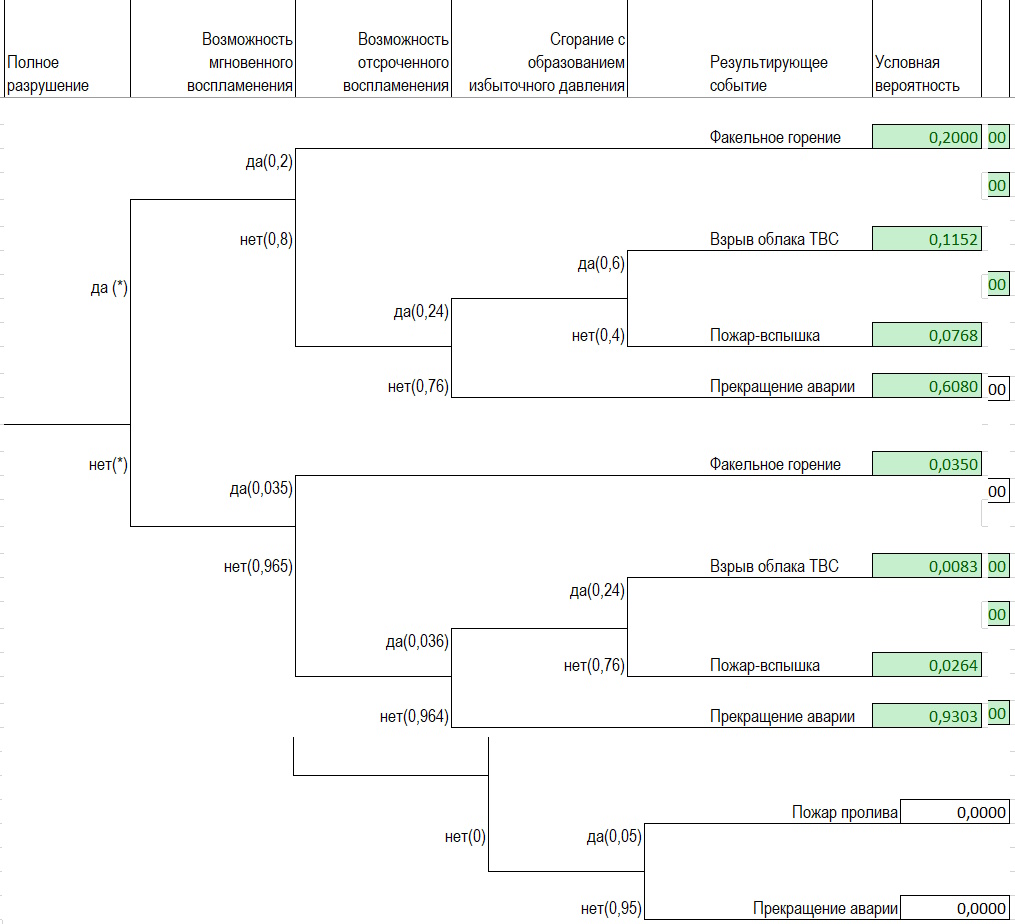 Полное
разрушение
Возможность
мгновенного
воспламенения
Возможность
отсроченного
воспламенения
Сгорание с
образованием
избыточного давления
Результирующее
событие
Условная
вероятность
Факельное горение 0,2000 00
да(0,2)
00
нет(0,8)
Взрыв облака ТВС 0,1152
да(0,6)
да (*)
00
да(0,24)
нет(0,4)
Пожар-вспышка 0,0768
нет(0,76)
Прекращение аварии 0,6080 00
нет(*)
Факельное горение 0,0350
да(0,035)
00
нет(0,965)
Взрыв облака ТВС 0,0083 00
да(0,24)
00
да(0,036)
нет(0,76)
Пожар-вспышка 0,0264
нет(0,964)
Прекращение аварии 0,9303 00
Пожар пролива 0,0000
нет(0)
да(0,05)
нет(0,95)
Прекращение аварии 0,0000